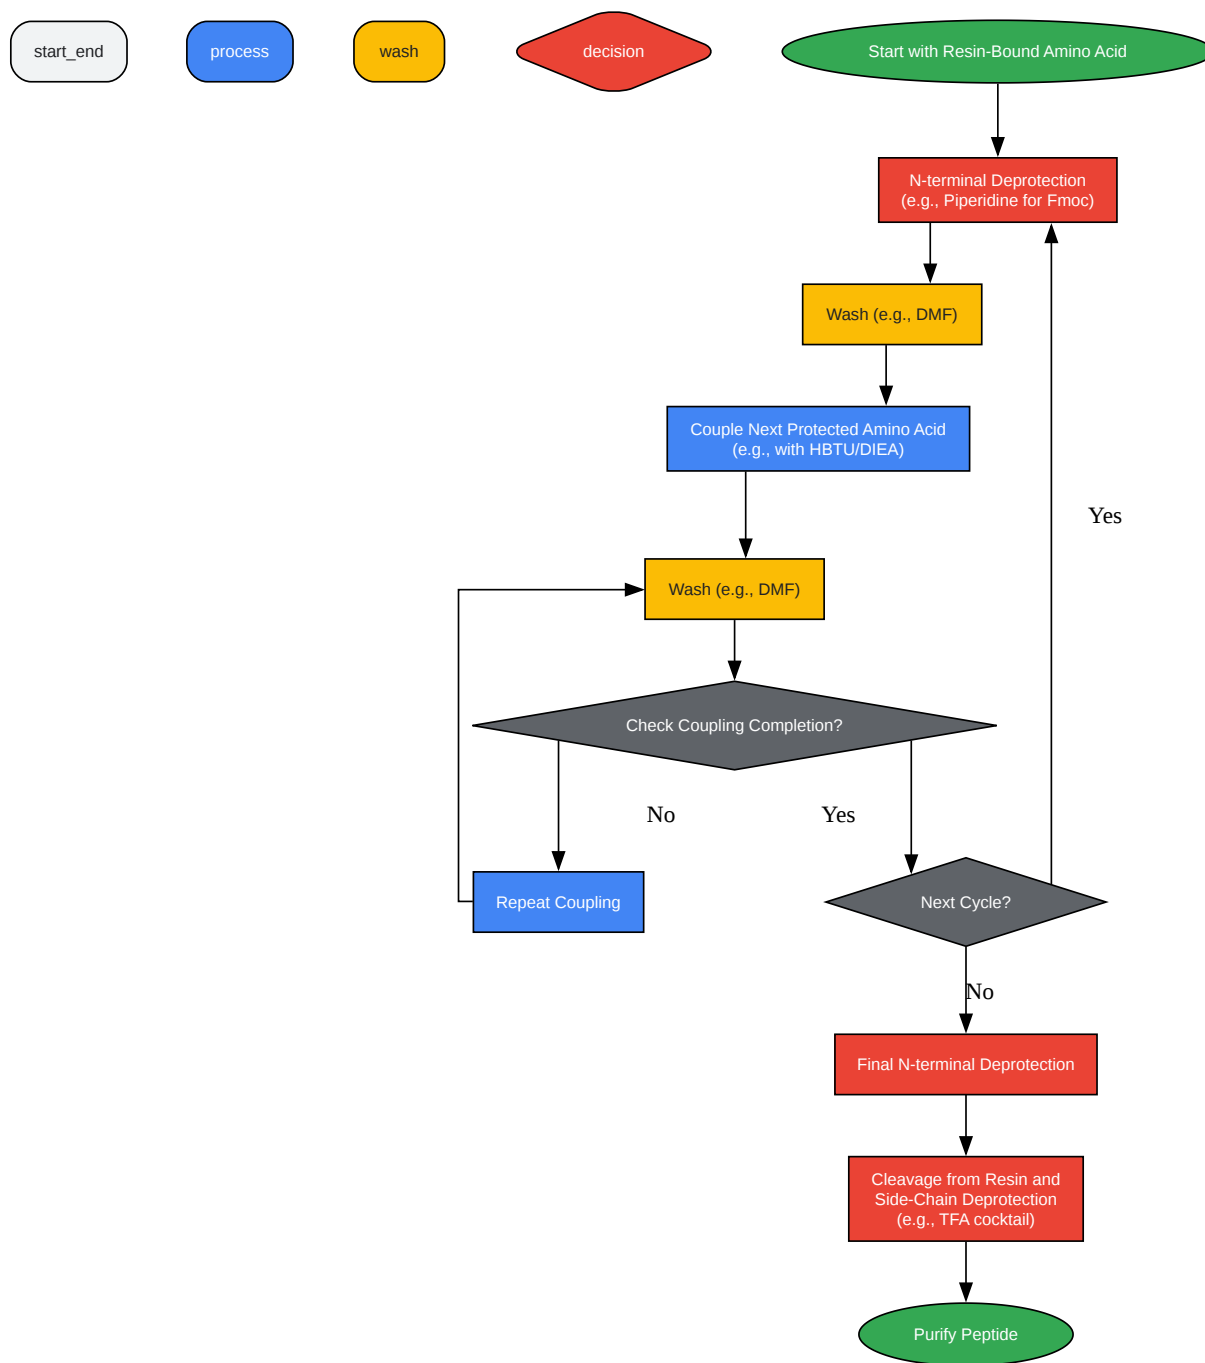 start_end
process
wash
decision
Start with Resin-Bound Amino Acid
N-terminal Deprotection
(e.g., Piperidine for Fmoc)
Wash (e.g., DMF)
Couple Next Protected Amino Acid
(e.g., with HBTU/DIEA)
Yes
Wash (e.g., DMF)
Check Coupling Completion?
No
Yes
Repeat Coupling
Next Cycle?
No
Final N-terminal Deprotection
Cleavage from Resin and
Side-Chain Deprotection
(e.g., TFA cocktail)
Purify Peptide